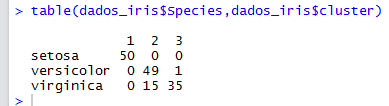 > table(dados_iris$Species,dados_iris$cluster)
1 2 3
setosa 50 0 0
versicolor 0 49 1
virginica 0 15 35
>